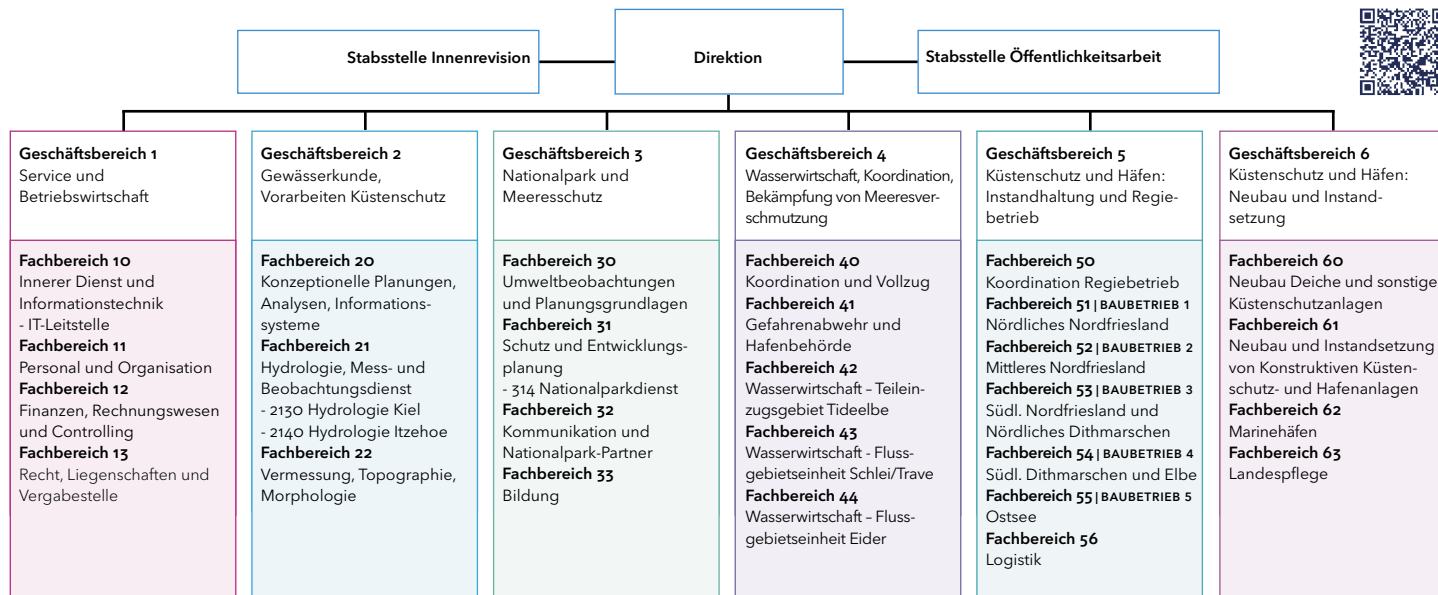 Stabsstelle Innenrevision
Direktion
Stabsstelle Öffentlichkeitsarbeit
Geschäftsbereich 1
Service und
Betriebswirtschaft
Fachbereich 10
Innerer Dienst und
Informationstechnik
- IT-Leitstelle
Fachbereich 11
Personal und Organisation
Fachbereich 12
Finanzen, Rechnungswesen
und Controlling
Fachbereich 13
Recht, Liegenschaften und
Vergabestelle
Geschäftsbereich 2
Gewässerkunde,
Vorarbeiten Küstenschutz
Fachbereich 20
Konzeptionelle Planungen,
Analysen, Informations-
systeme
Fachbereich 21
Hydrologie, Mess- und
Beobachtungsdienst
- 2130 Hydrologie Kiel
- 2140 Hydrologie Itzehoe
Fachbereich 22
Vermessung, Topographie,
Morphologie
Geschäftsbereich 3
Nationalpark und
Meeresschutz
Fachbereich 30
Umweltbeobachtungen
und Planungsgrundlagen
Fachbereich 31
Schutz und Entwicklungs-
planung
- 314 Nationalparkdienst
Fachbereich 32
Kommunikation und
Nationalpark-Partner
Fachbereich 33
Bildung
Geschäftsbereich 4
Wasserwirtschaft, Koordination,
Bekämpfung von Meeresver-
schmutzung
Fachbereich 40
Koordination und Vollzug
Fachbereich 41
Gefahrenabwehr und
Hafenbehörde
Fachbereich 42
Wasserwirtschaft – Teilein-
zugsgebiet Tideelbe
Fachbereich 43
Wasserwirtschaft - Fluss-
gebietseinheit Schlei/Trave
Fachbereich 44
Wasserwirtschaft – Fluss-
gebietseinheit Eider
Geschäftsbereich 5
Küstenschutz und Häfen:
Instandhaltung und Regie-
betrieb
Fachbereich 50
Koordination Regiebetrieb
Fachbereich 51 | BAUBETRIEB 1
Nördliches Nordfriesland
Fachbereich 52 | BAUBETRIEB 2
Mittleres Nordfriesland
Fachbereich 53 | BAUBETRIEB 3
Südl. Nordfriesland und
Nördliches Dithmarschen
Fachbereich 54 | BAUBETRIEB 4
Südl. Dithmarschen und Elbe
Fachbereich 55 | BAUBETRIEB 5
Ostsee
Fachbereich 56
Logistik
Geschäftsbereich 6
Küstenschutz und Häfen:
Neubau und Instand-
setzung
Fachbereich 60
Neubau Deiche und sonstige
Küstenschutzanlagen
Fachbereich 61
Neubau und Instandsetzung
von Konstruktiven Küsten-
schutz- und Hafenanlagen
Fachbereich 62
Marinehäfen
Fachbereich 63
Landespflege